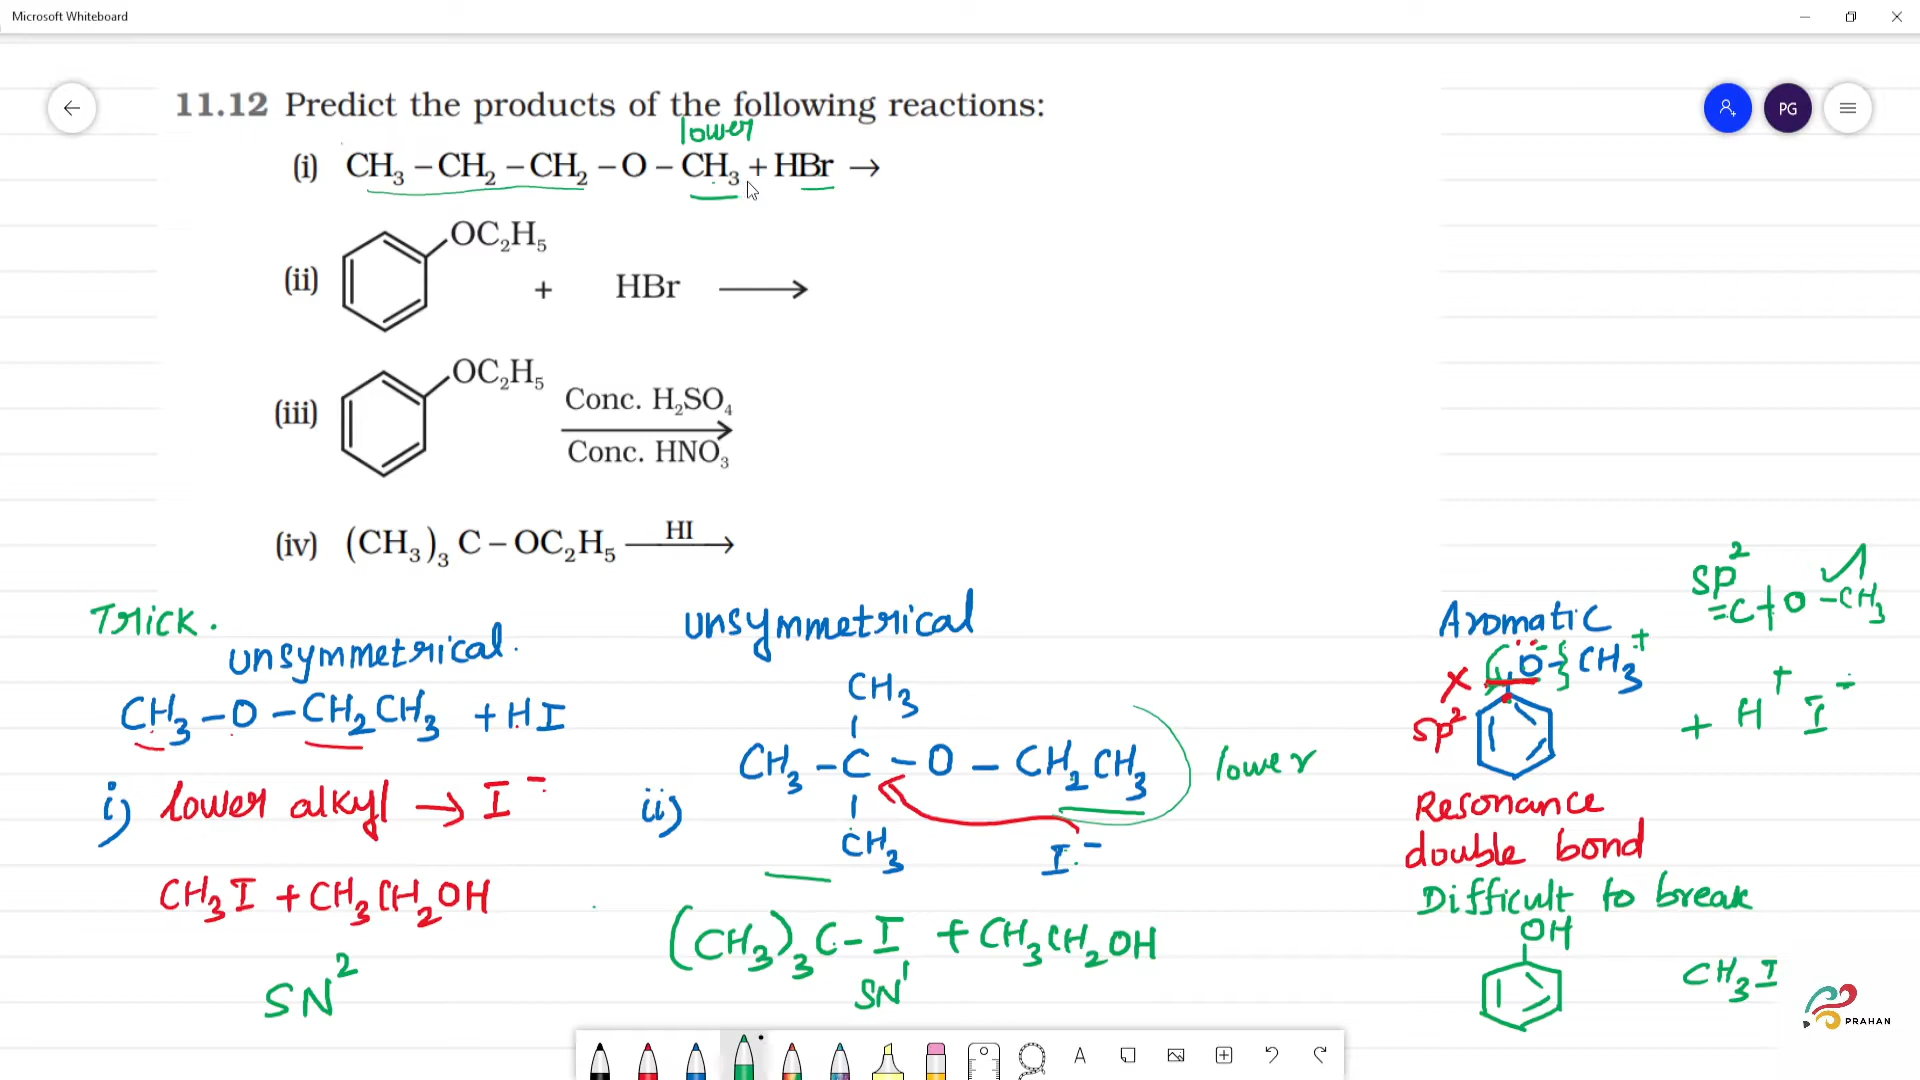 Microsoft Whiteboard
PG
11.12 Predict the products of the following reactions:
lower
(i) CH₃ – CH₂ – CH₂ – O – CH₃ + HBr →
(ii) OC₂H₅ + HBr →
(iii) OC₂H₅ Conc. H₂SO₄
Conc. HNO₃
(iv) (CH₃)₃ C – OC₂H₅ HI →
Trick.
unsymmetrical.
CH₃ – O – CH₂CH₃ + HI
i) lower alkyl → I⁻
CH₃I + CH₃CH₂OH
SN²
unsymmetrical
CH₃
CH₃ – C – O – CH₂CH₃ lower
ii) CH₃ I⁻
(CH₃)₃C – I + CH₃CH₂OH
SN¹
sp²
=C+O – CH₃
Aromatic
x O – CH₃⁺
sp² + H⁺ I⁻
Resonance
double bond
Difficult to break
OH
CH₃I
PRAHAN
A